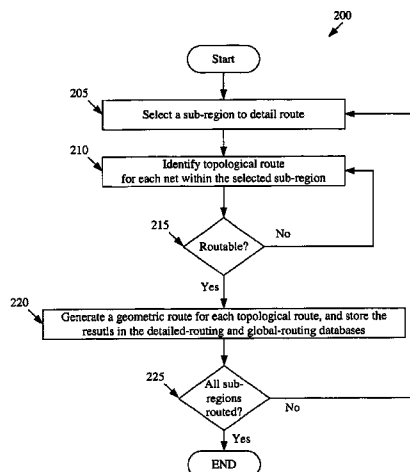 200
Start
205
Select a sub-region to detail route
210
Identify topological route
for each net within the selected sub-region
215
Routable?
No
Yes
220
Generate a geometric route for each topological route, and store the
resutls in the detailed-routing and global-routing databases
225
All sub-
regions
routed?
No
Yes
END